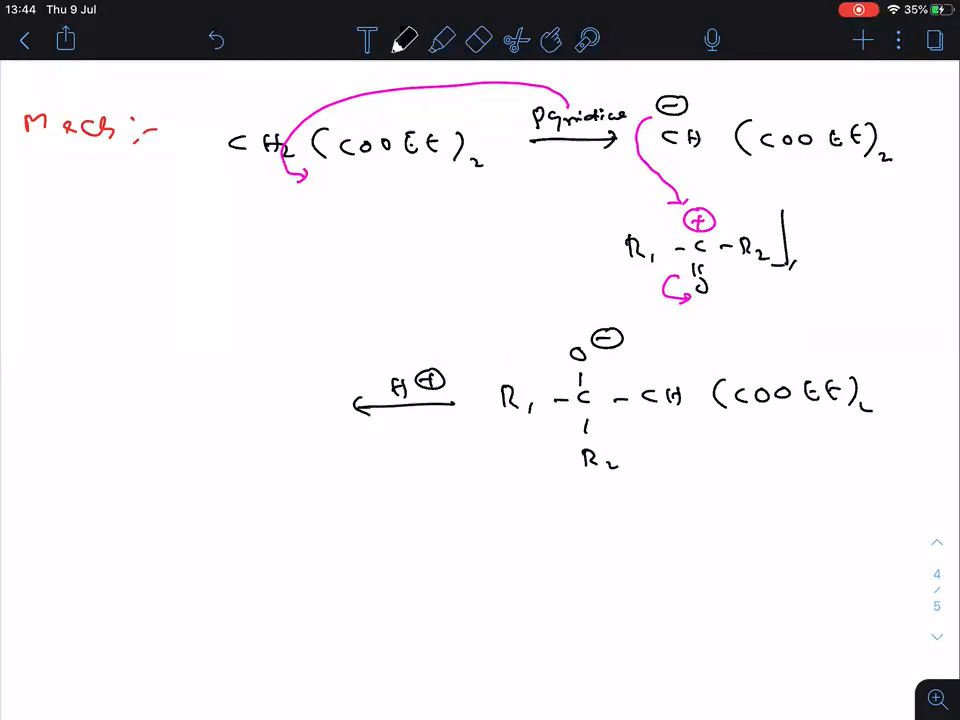 13:44 Thu 9 Jul
35%
Mech :-
CH2 (COOEt)2 Pyridine ⊖CH (COOEt)2
⊕
R1 - C - R2
O
O ⊖
H ⊕
R1 - C - CH (COOEt)2
R2
4
/
5